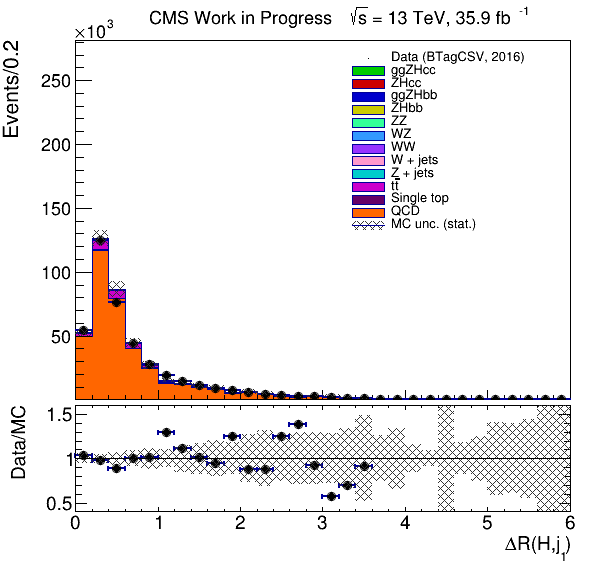 CMS Work in Progress √s = 13 TeV, 35.9 fb⁻¹
×10³
Events/0.2
250
200
150
100
50
Data (BTagCSV, 2016)
ggZHcc
ZHcc
ggZHbb
ZHbb
ZZ
WZ
WW
W + jets
Z + jets
tt̄
Single top
QCD
MC unc. (stat.)
Data/MC
1.5
1
0.5
0 1 2 3 4 5 6
ΔR(H,j₁)